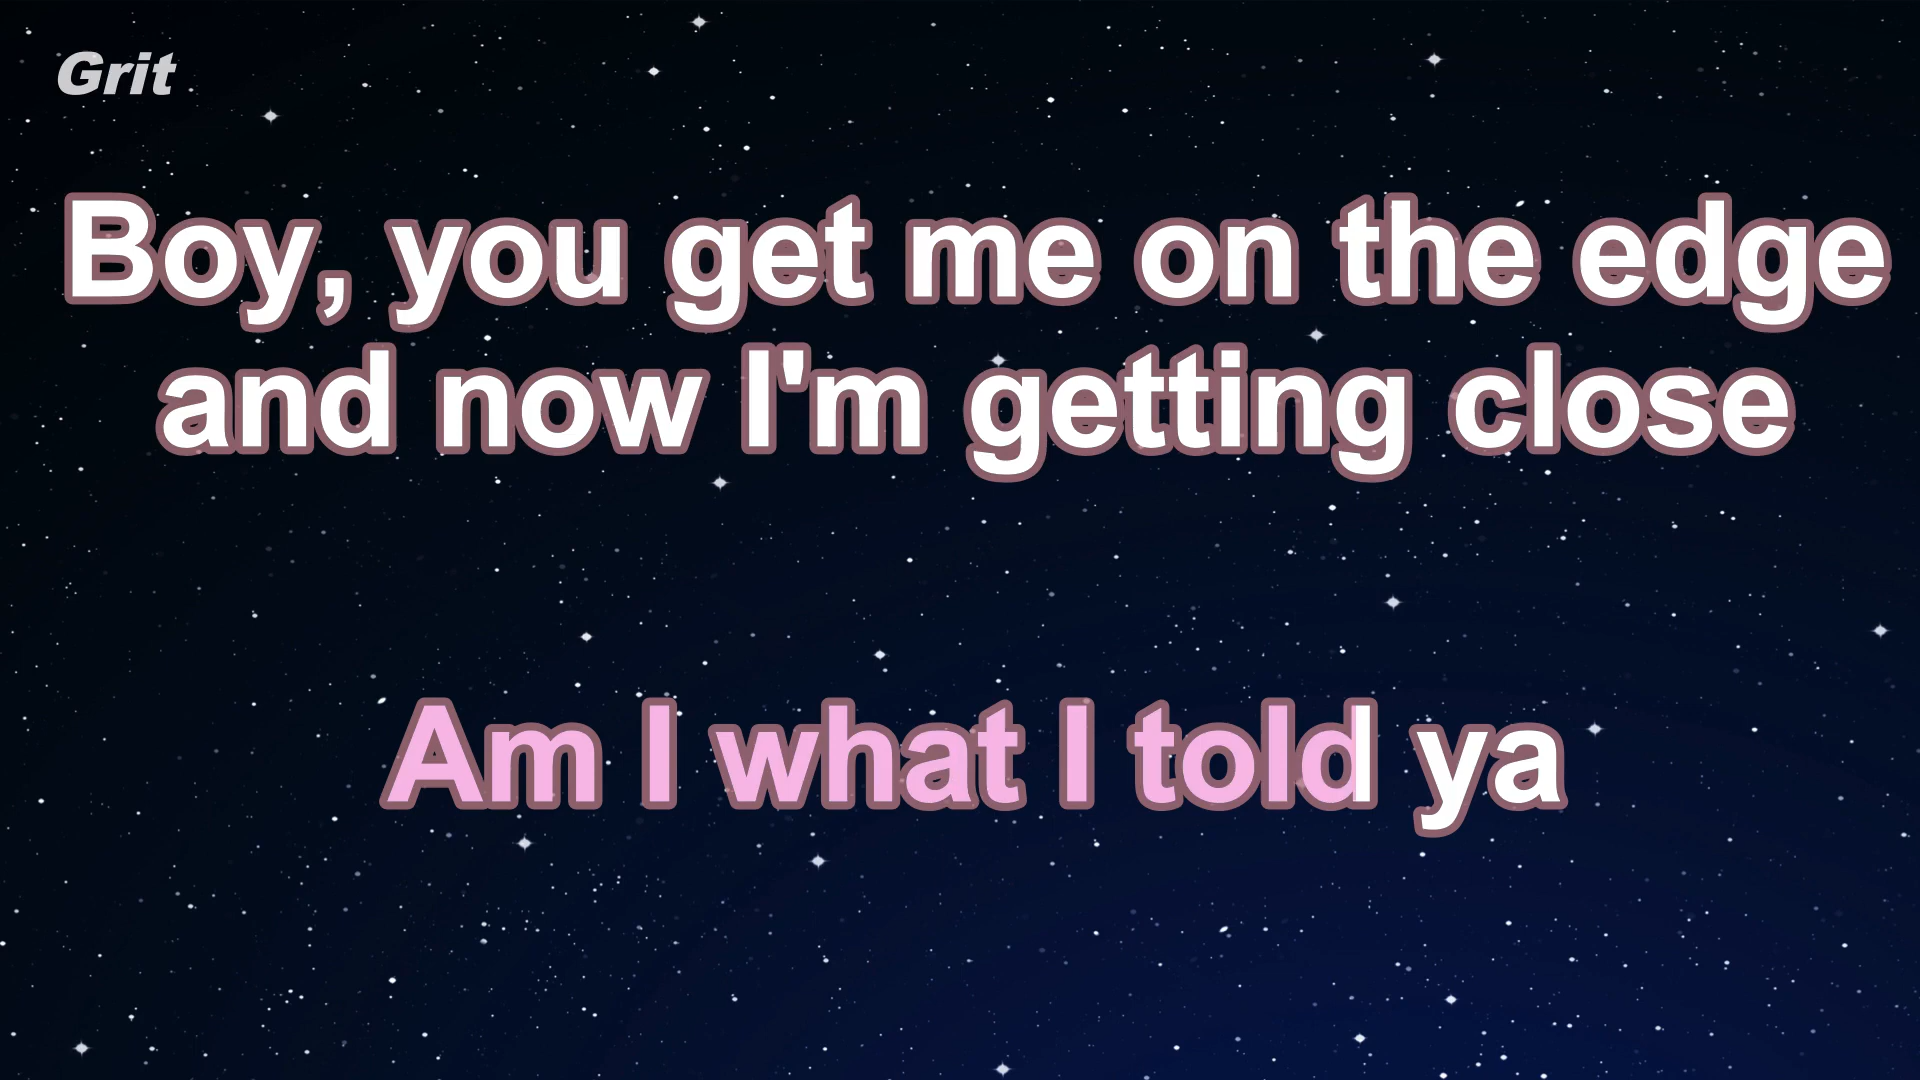 Grit
Boy, you get me on the edge
and now I'm getting close
Am I what I told ya